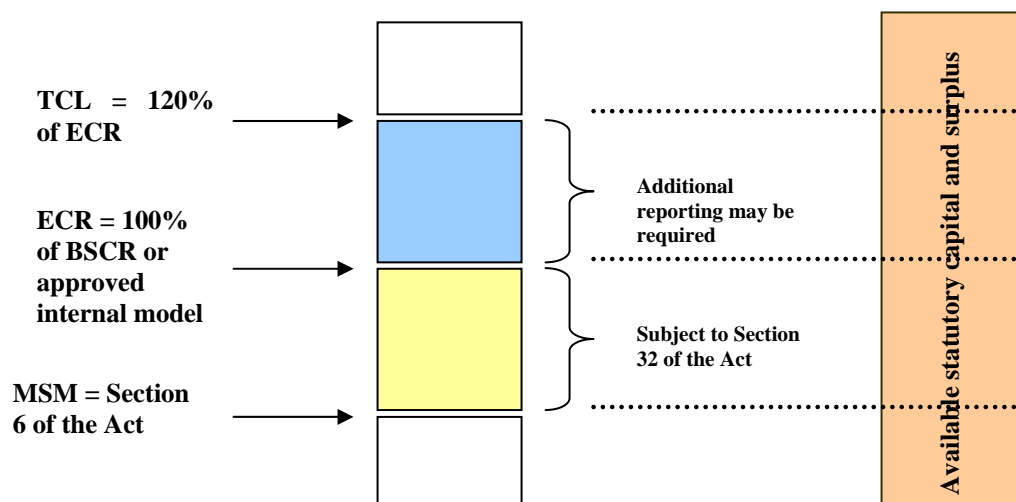 TCL = 120%
of ECR
ECR = 100%
of BSCR or
approved
internal model
MSM = Section
6 of the Act
Additional
reporting may be
required
Subject to Section
32 of the Act
Available statutory capital and surplus